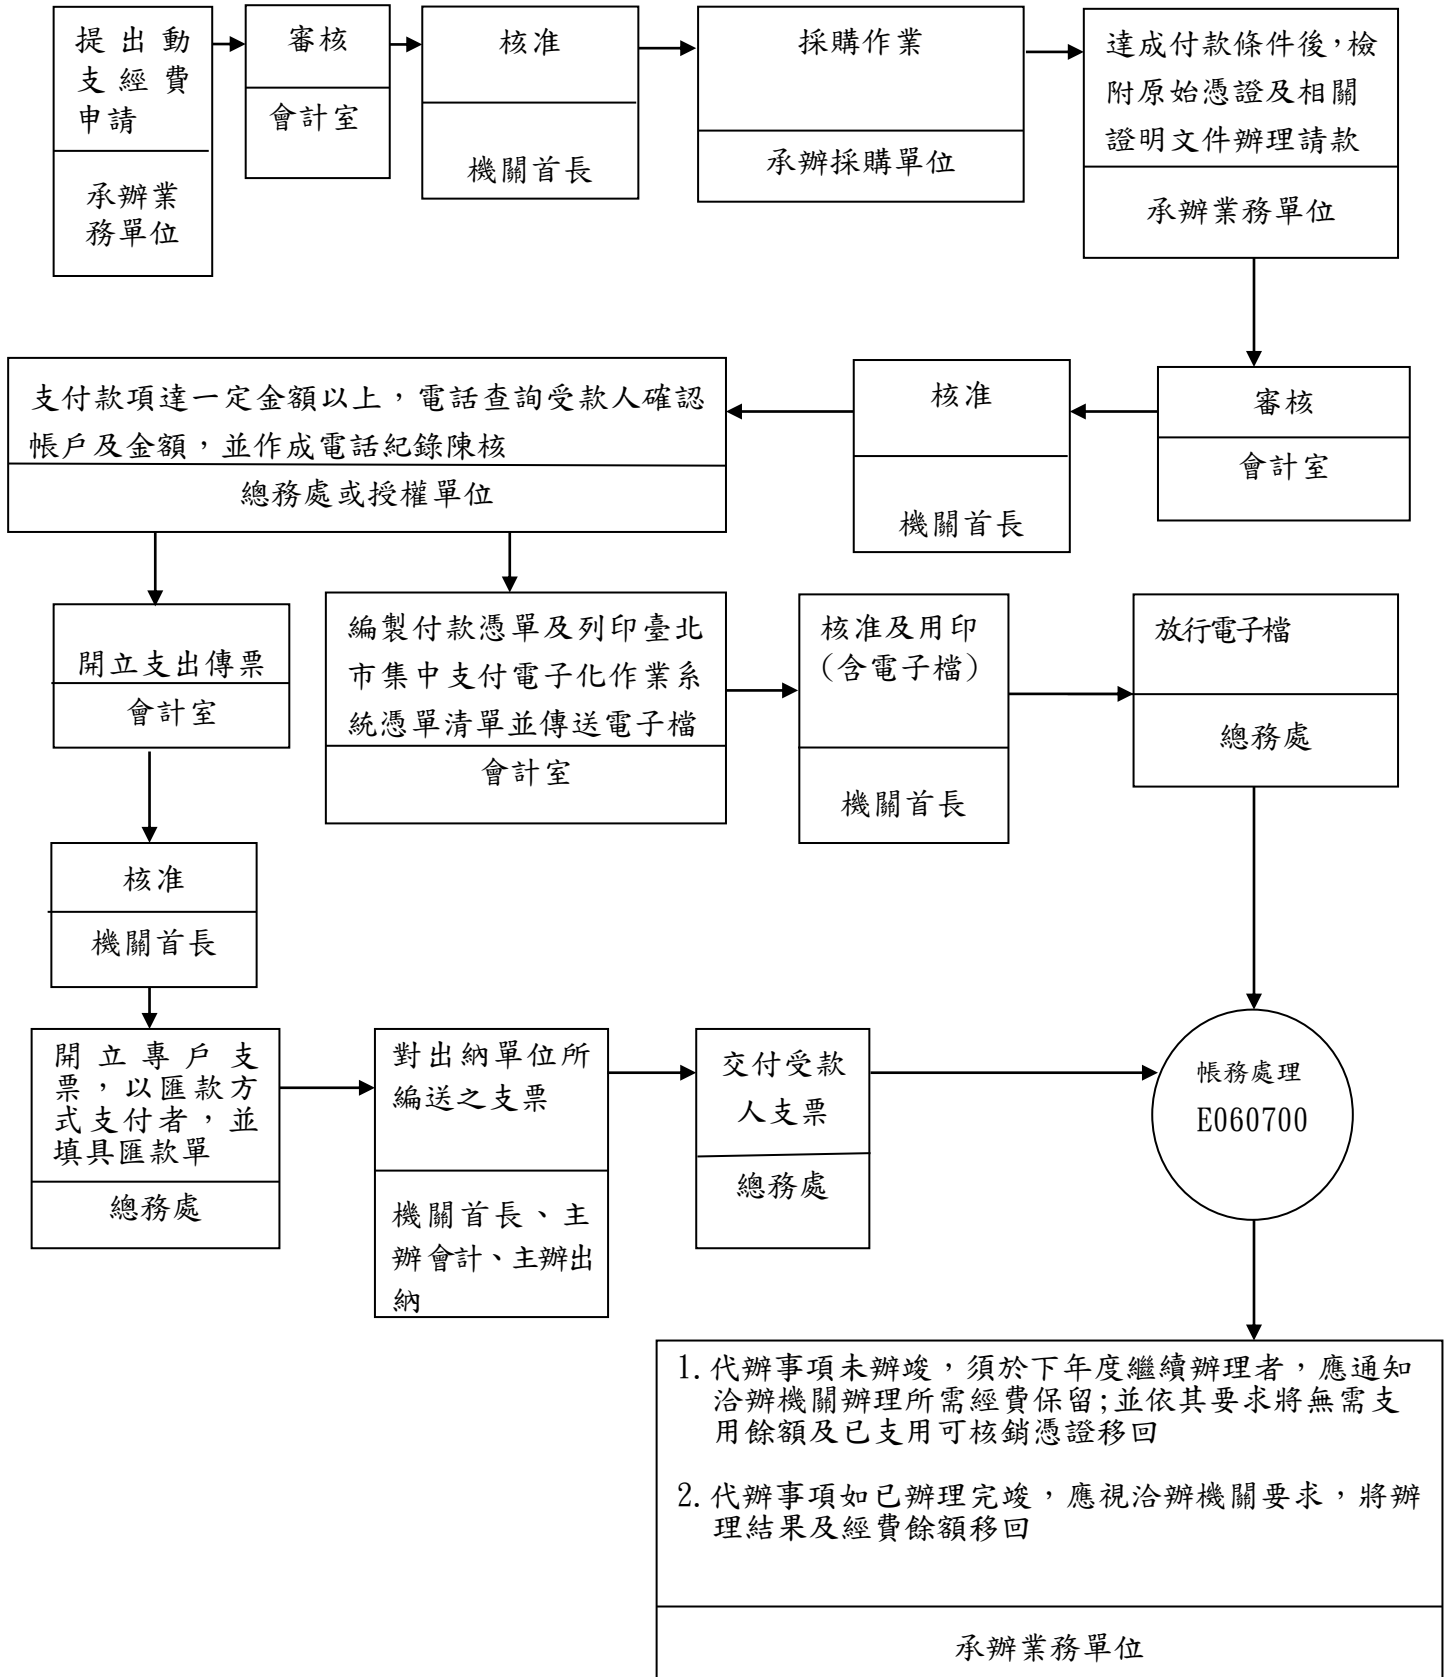 提出動
支經費
申請
承辦業
務單位
審核
會計室
核准
機關首長
採購作業
承辦採購單位
達成付款條件後,檢
附原始憑證及相關
證明文件辦理請款
承辦業務單位
審核
會計室
核准
機關首長
支付款項達一定金額以上，電話查詢受款人確認
帳戶及金額，並作成電話紀錄陳核
總務處或授權單位
開立支出傳票
會計室
編製付款憑單及列印臺北
市集中支付電子化作業系
統憑單清單並傳送電子檔
會計室
核准及用印
(含電子檔)
機關首長
放行電子檔
總務處
核准
機關首長
開立專戶支
票，以匯款方
式支付者，並
填具匯款單
總務處
對出納單位所
編送之支票
機關首長、主
辦會計、主辦出
納
交付受款
人支票
總務處
帳務處理
E060700
1.代辦事項未辦竣，須於下年度繼續辦理者，應通知
洽辦機關辦理所需經費保留;並依其要求將無需支
用餘額及已支用可核銷憑證移回
2.代辦事項如已辦理完竣，應視洽辦機關要求，將辦
理結果及經費餘額移回
承辦業務單位